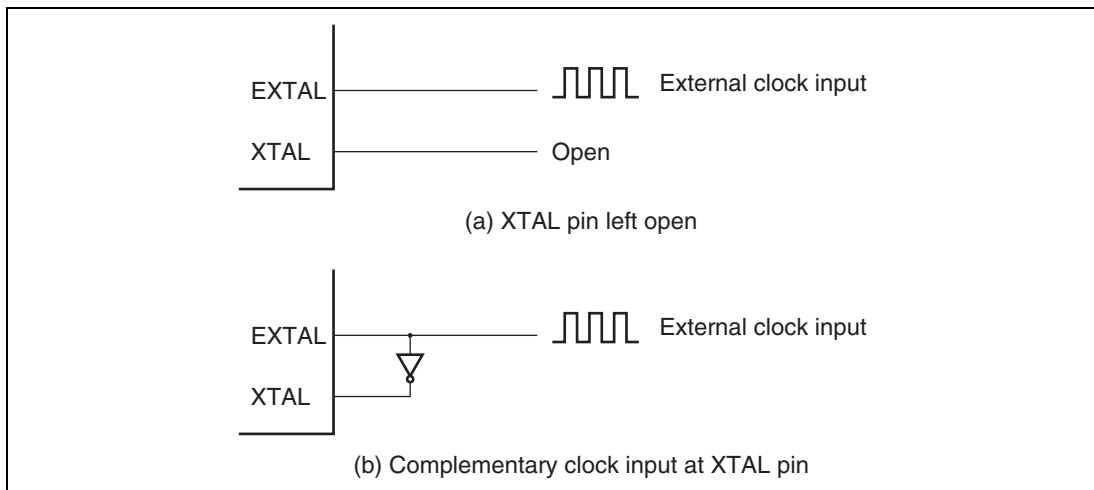 EXTAL External clock input
XTAL Open
(a) XTAL pin left open
EXTAL External clock input
XTAL
(b) Complementary clock input at XTAL pin